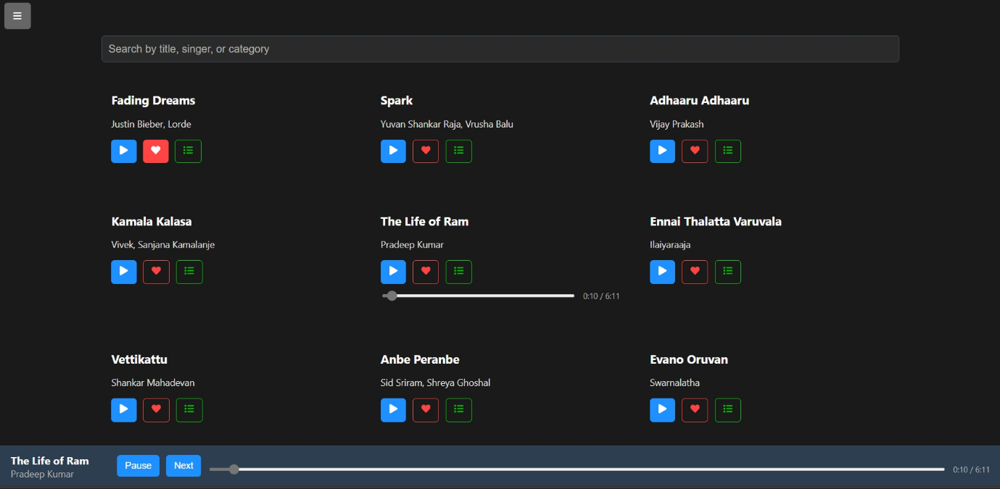 Search by title, singer, or category
Fading Dreams
Justin Bieber, Lorde
Spark
Yuvan Shankar Raja, Vrusha Balu
Adhaaru Adhaaru
Vijay Prakash
Kamala Kalasa
Vivek, Sanjana Kamalanje
The Life of Ram
Pradeep Kumar
0:10 / 6:11
Ennai Thalatta Varuvala
Ilaiyaraaja
Vettikattu
Shankar Mahadevan
Anbe Peranbe
Sid Sriram, Shreya Ghoshal
Evano Oruvan
Swarnalatha
The Life of Ram
Pradeep Kumar
Pause
Next
0:10 / 6:11